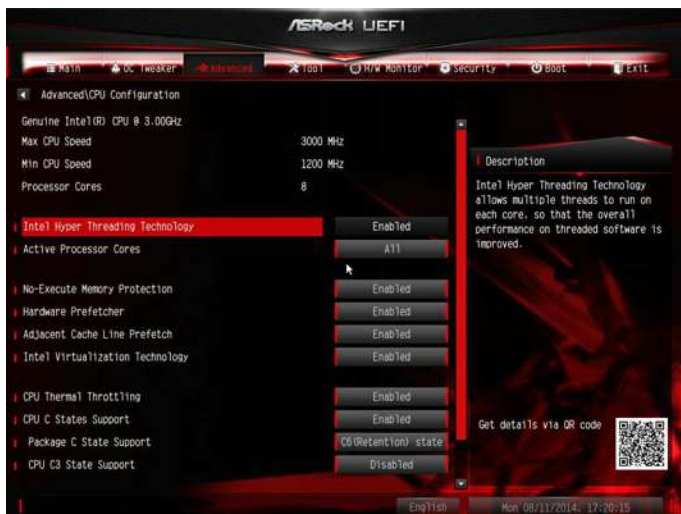 ASRock UEFI
Main OC Tweaker Advanced Tool H/W Monitor Security Boot Exit
Advanced\CPU Configuration
Genuine Intel(R) CPU @ 3.00GHz
Max CPU Speed 3000 MHz
Min CPU Speed 1200 MHz
Processor Cores 8
Intel Hyper Threading Technology Enabled
Active Processor Cores All
No-Execute Memory Protection Enabled
Hardware Prefetcher Enabled
Adjacent Cache Line Prefetch Enabled
Intel Virtualization Technology Enabled
CPU Thermal Throttling Enabled
CPU C States Support Enabled
Package C State Support C6(Retention) state
CPU C3 State Support Disabled
Description
Intel Hyper Threading Technology
allows multiple threads to run on
each core. so that the overall
performance on threaded software is
improved.
Get details via QR code
English Mon 08/11/2014. 17:20:15